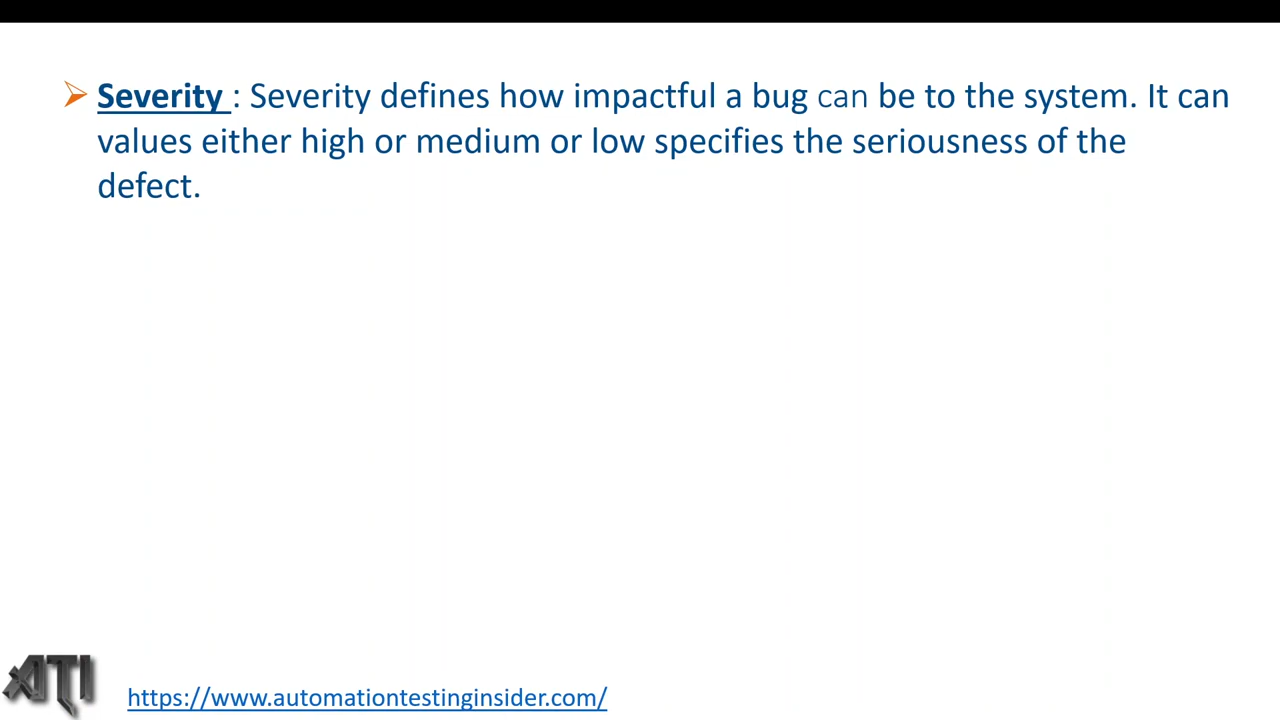 Severity : Severity defines how impactful a bug can be to the system. It can
values either high or medium or low specifies the seriousness of the
defect.
ATI
https://www.automationtestinginsider.com/